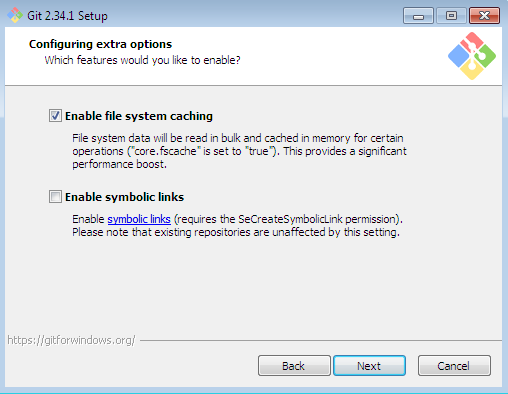 Git 2.34.1 Setup
Configuring extra options
Which features would you like to enable?
Enable file system caching
File system data will be read in bulk and cached in memory for certain
operations ("core.fscache" is set to "true"). This provides a significant
performance boost.
Enable symbolic links
Enable symbolic links (requires the SeCreateSymbolicLink permission).
Please note that existing repositories are unaffected by this setting.
https://gitforwindows.org/
Back
Next
Cancel